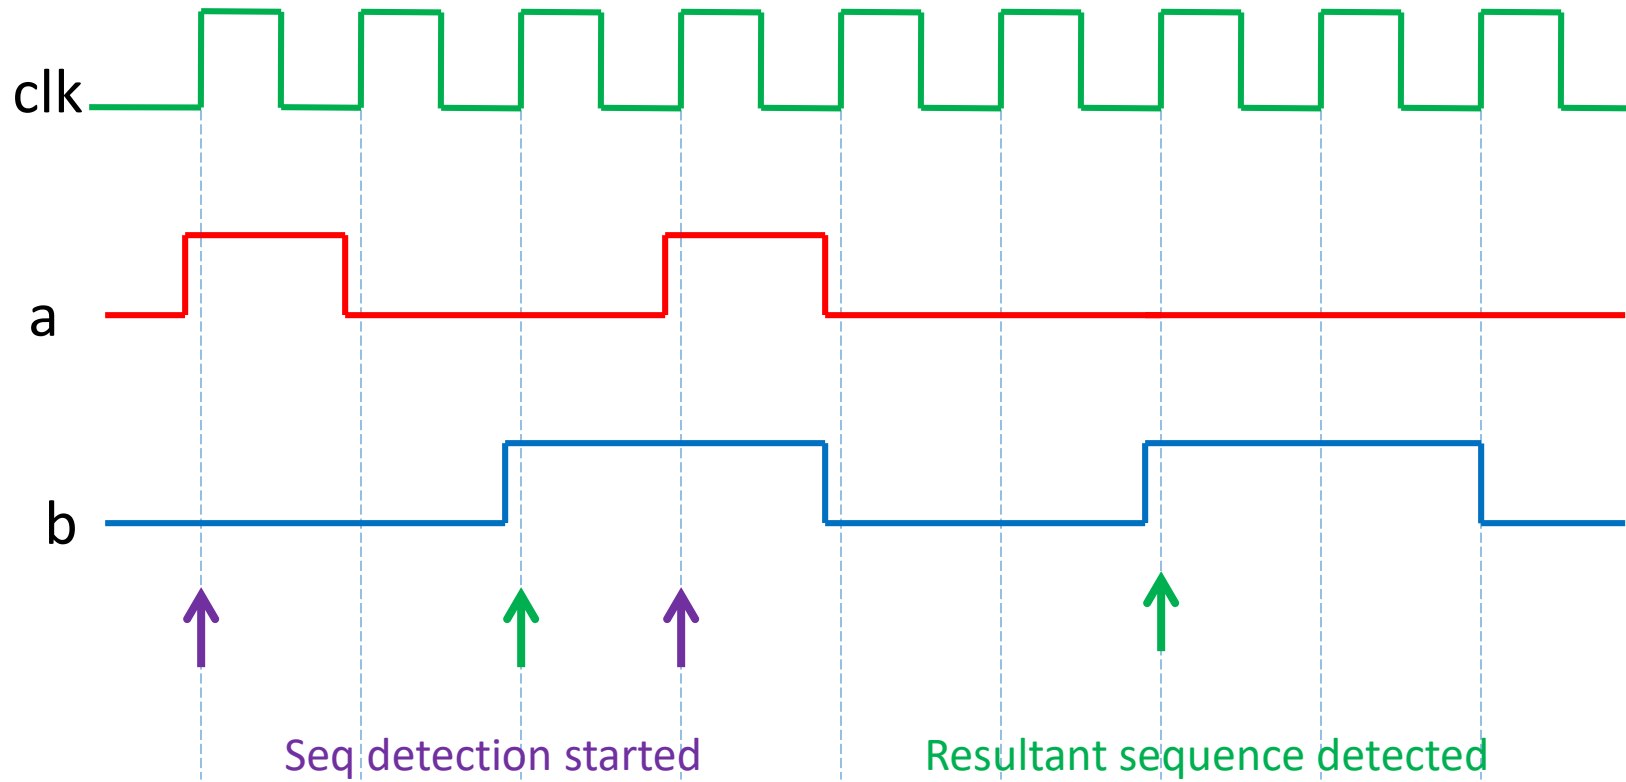 clk
a
b
Seq detection started
Resultant sequence detected